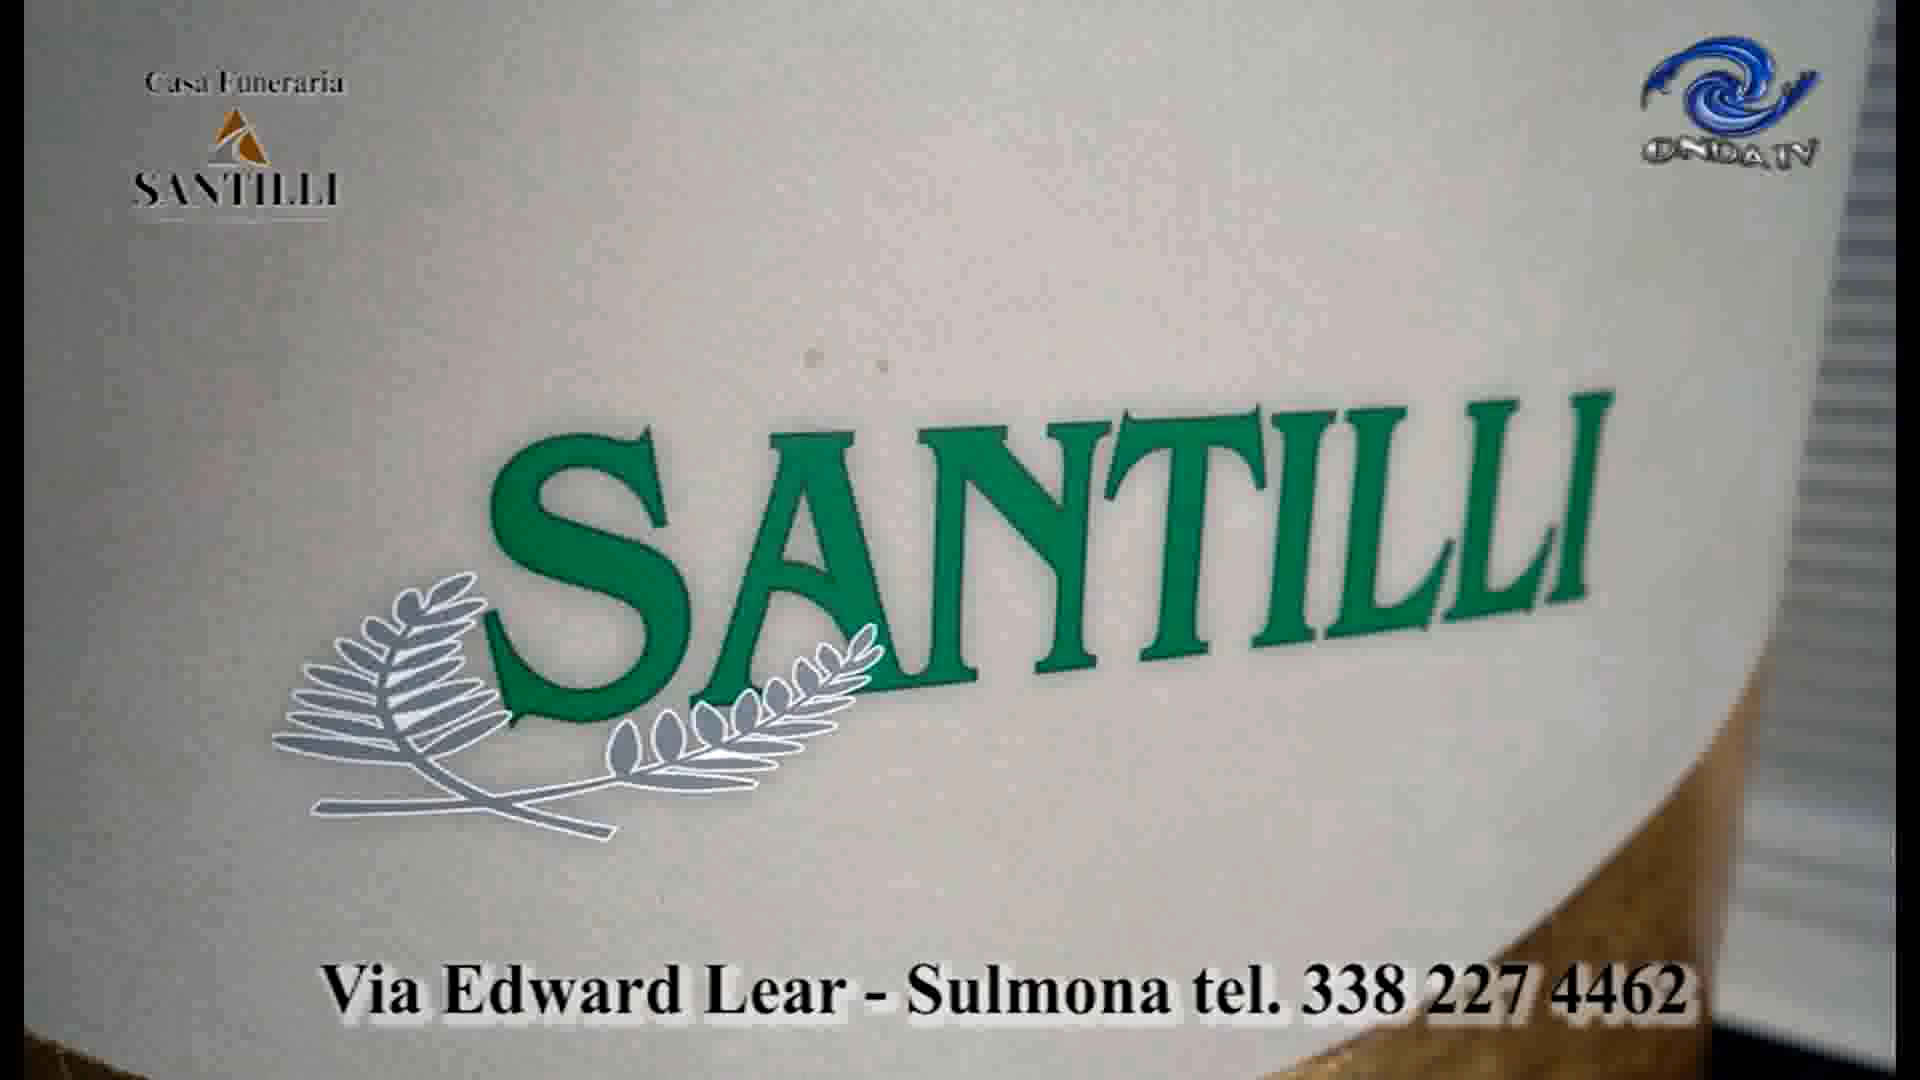 Casa Funeraria
SANTILLI
ONDA TV
SANTILLI
Via Edward Lear - Sulmona tel. 338 227 4462